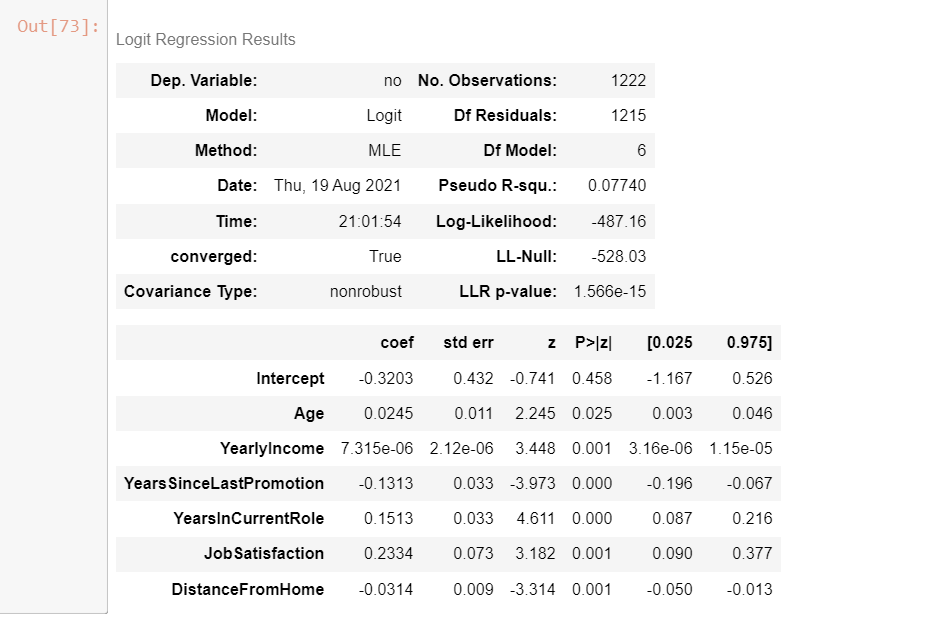 Out[73]:
Logit Regression Results
Dep. Variable: no No. Observations: 1222
Model: Logit Df Residuals: 1215
Method: MLE Df Model: 6
Date: Thu, 19 Aug 2021 Pseudo R-squ.: 0.07740
Time: 21:01:54 Log-Likelihood: -487.16
converged: True LL-Null: -528.03
Covariance Type: nonrobust LLR p-value: 1.566e-15
coef std err z P>|z| [0.025 0.975]
Intercept -0.3203 0.432 -0.741 0.458 -1.167 0.526
Age 0.0245 0.011 2.245 0.025 0.003 0.046
YearlyIncome 7.315e-06 2.12e-06 3.448 0.001 3.16e-06 1.15e-05
YearsSinceLastPromotion -0.1313 0.033 -3.973 0.000 -0.196 -0.067
YearsInCurrentRole 0.1513 0.033 4.611 0.000 0.087 0.216
JobSatisfaction 0.2334 0.073 3.182 0.001 0.090 0.377
DistanceFromHome -0.0314 0.009 -3.314 0.001 -0.050 -0.013